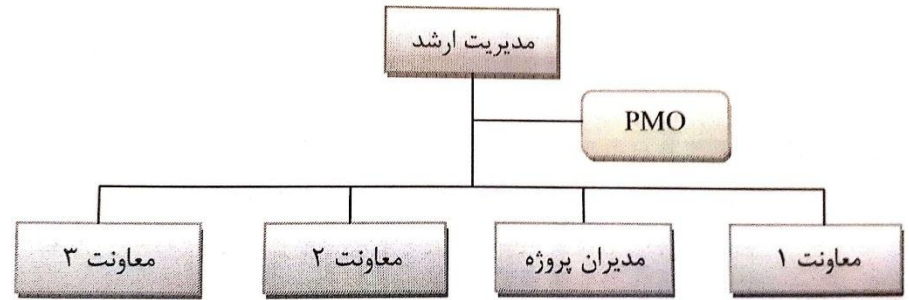 مدیریت ارشد
PMO
معاونت ۱
مدیران پروژه
معاونت ۲
معاونت ۳